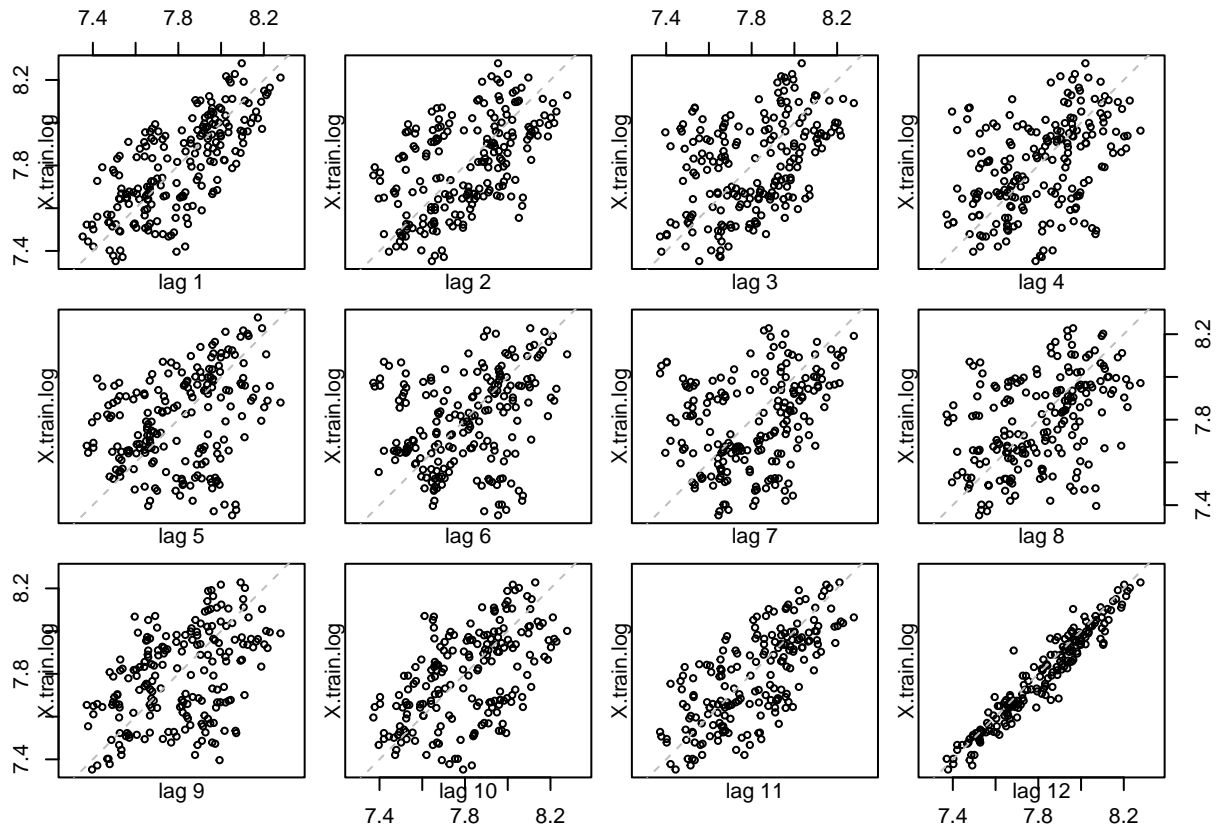 7.4 7.8 8.2 7.4 7.8 8.2
7.4 7.8 8.2
X.train.log X.train.log X.train.log X.train.log
lag 1 lag 2 lag 3 lag 4
X.train.log X.train.log X.train.log X.train.log
7.4 7.8 8.2
lag 5 lag 6 lag 7 lag 8
7.4 7.8 8.2
X.train.log X.train.log X.train.log X.train.log
lag 9 lag 10 lag 11 lag 12
7.4 7.8 8.2 7.4 7.8 8.2